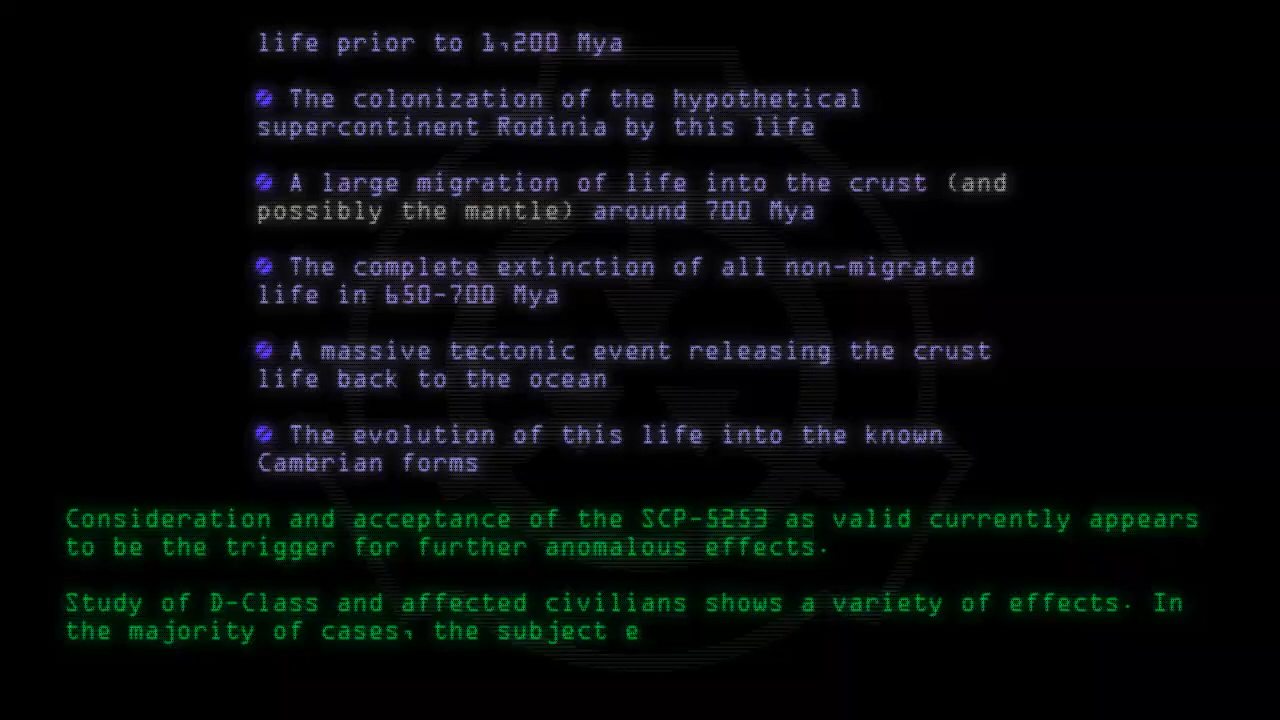 life prior to 1,200 Mya
The colonization of the hypothetical
supercontinent Rodinia by this life
A large migration of life into the crust (and
possibly the mantle) around 700 Mya
The complete extinction of all non-migrated
life in 650-700 Mya
A massive tectonic event releasing the crust
life back to the ocean
The evolution of this life into the known
Cambrian forms
Consideration and acceptance of the SCP-5253 as valid currently appears
to be the trigger for further anomalous effects.
Study of D-Class and affected civilians shows a variety of effects. In
the majority of cases, the subject e